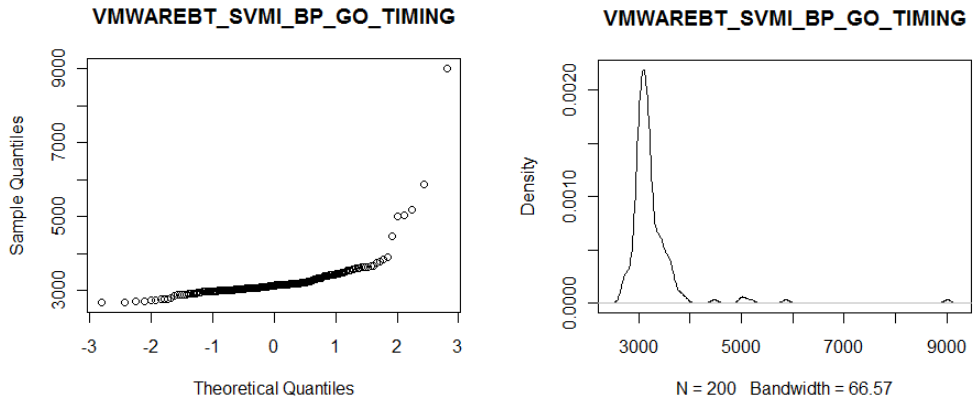 VMWAREBT_SVMI_BP_GO_TIMING
Sample Quantiles
3000
5000
7000
9000
-3 -2 -1 0 1 2 3
Theoretical Quantiles
VMWAREBT_SVMI_BP_GO_TIMING
Density
0.0000
0.0010
0.0020
3000 5000 7000 9000
N = 200 Bandwidth = 66.57